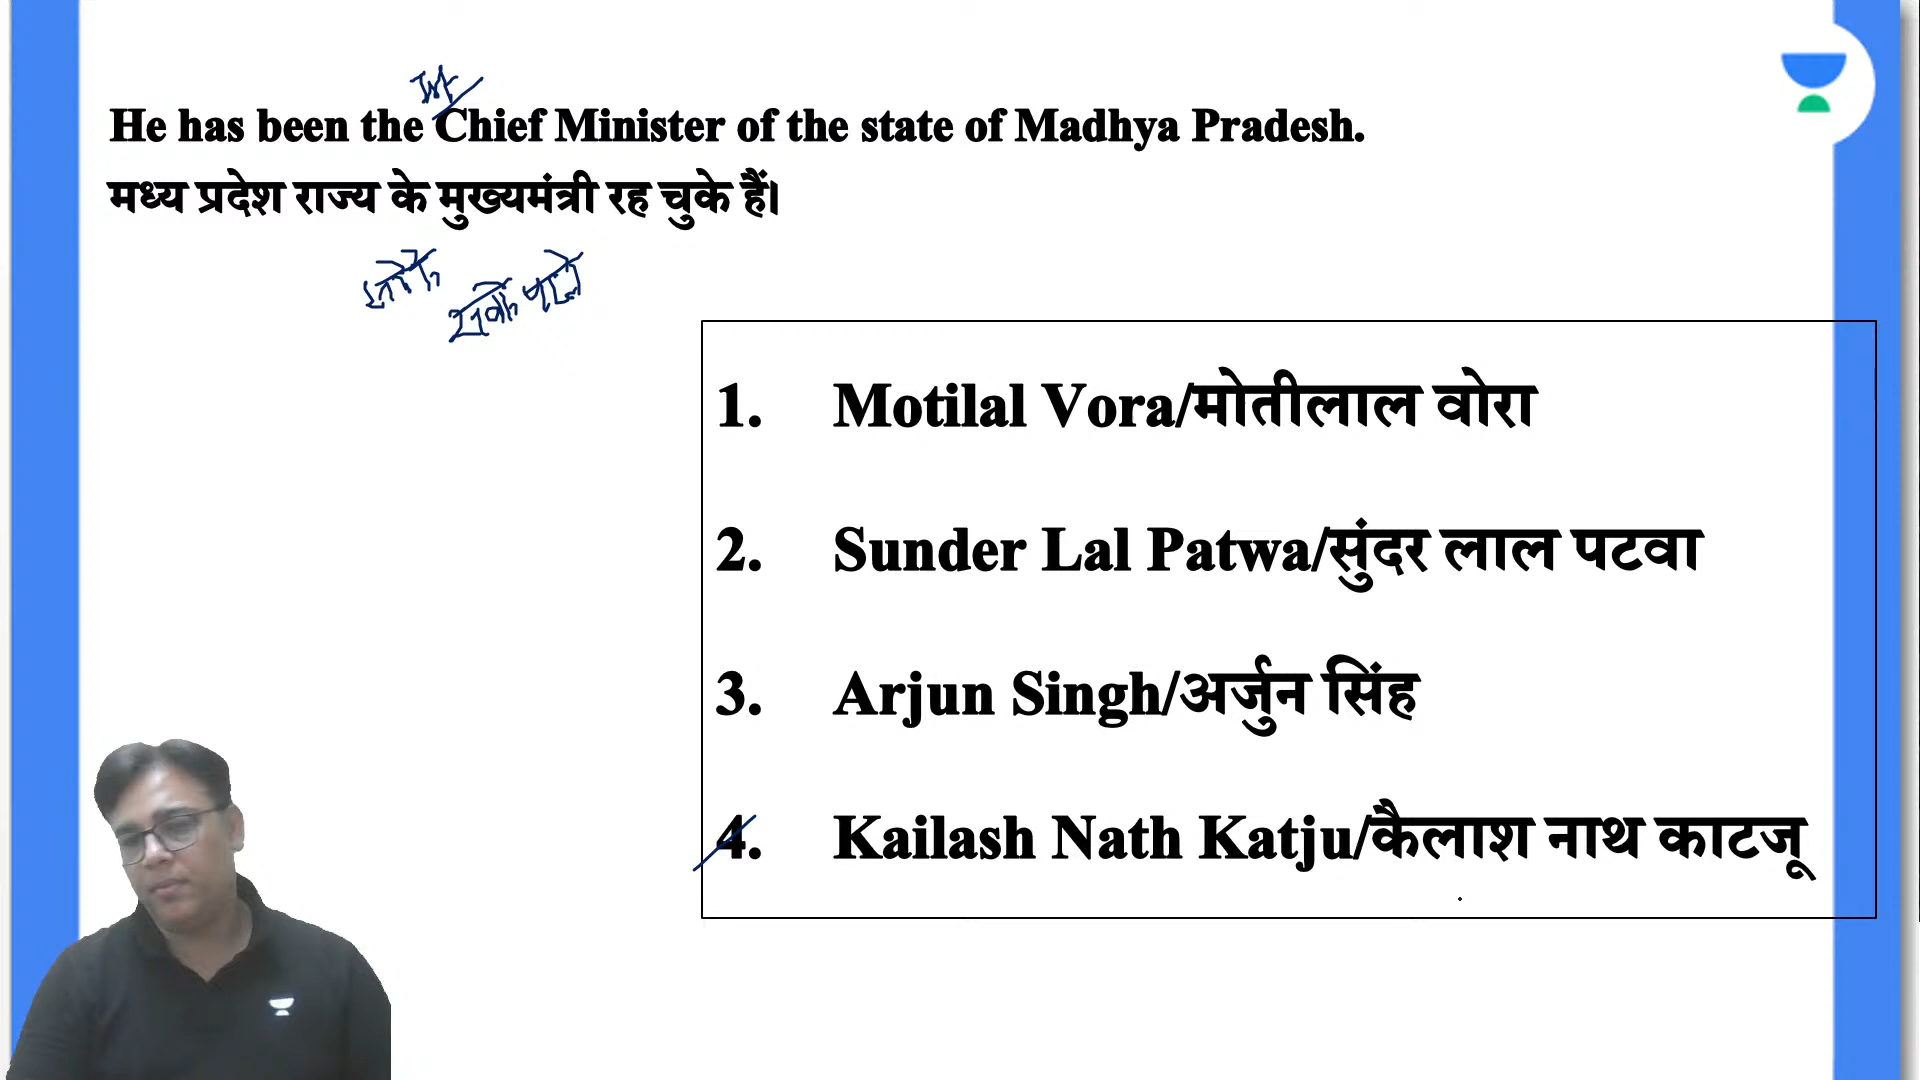 Ist
He has been the Chief Minister of the state of Madhya Pradesh.
मध्य प्रदेश राज्य के मुख्यमंत्री रह चुके हैं।
1. Motilal Vora/मोतीलाल वोरा
2. Sunder Lal Patwa/सुंदर लाल पटवा
3. Arjun Singh/अर्जुन सिंह
4. Kailash Nath Katju/कैलाश नाथ काटजू